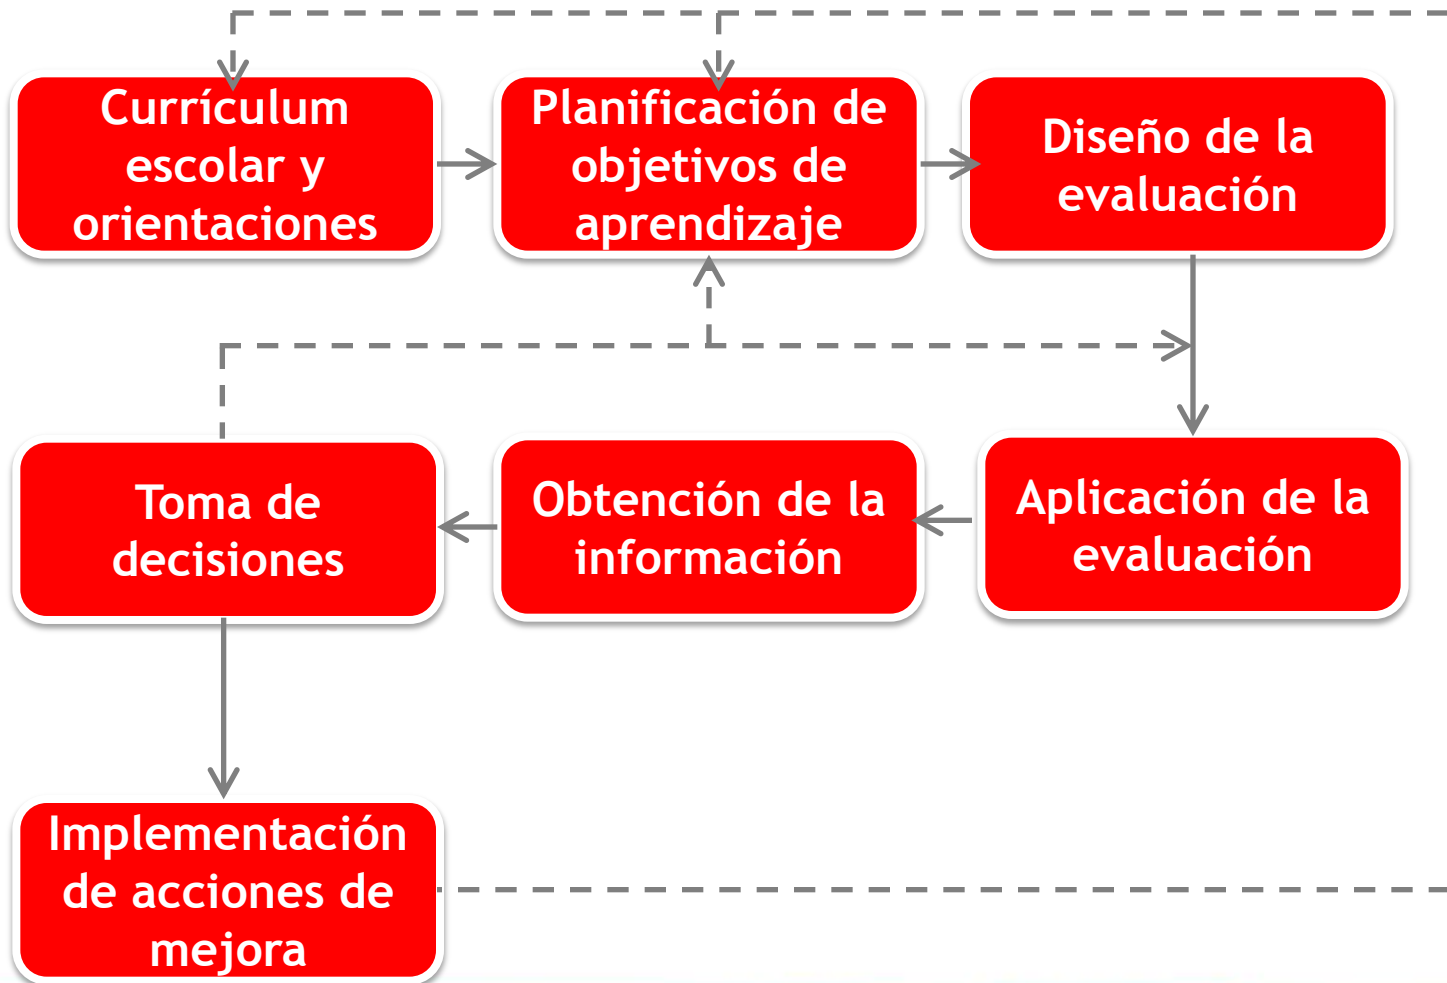 Currículum
escolar y
orientaciones
Planificación de
objetivos de
aprendizaje
Diseño de la
evaluación
Toma de
decisiones
Obtención de la
información
Aplicación de la
evaluación
Implementación
de acciones de
mejora